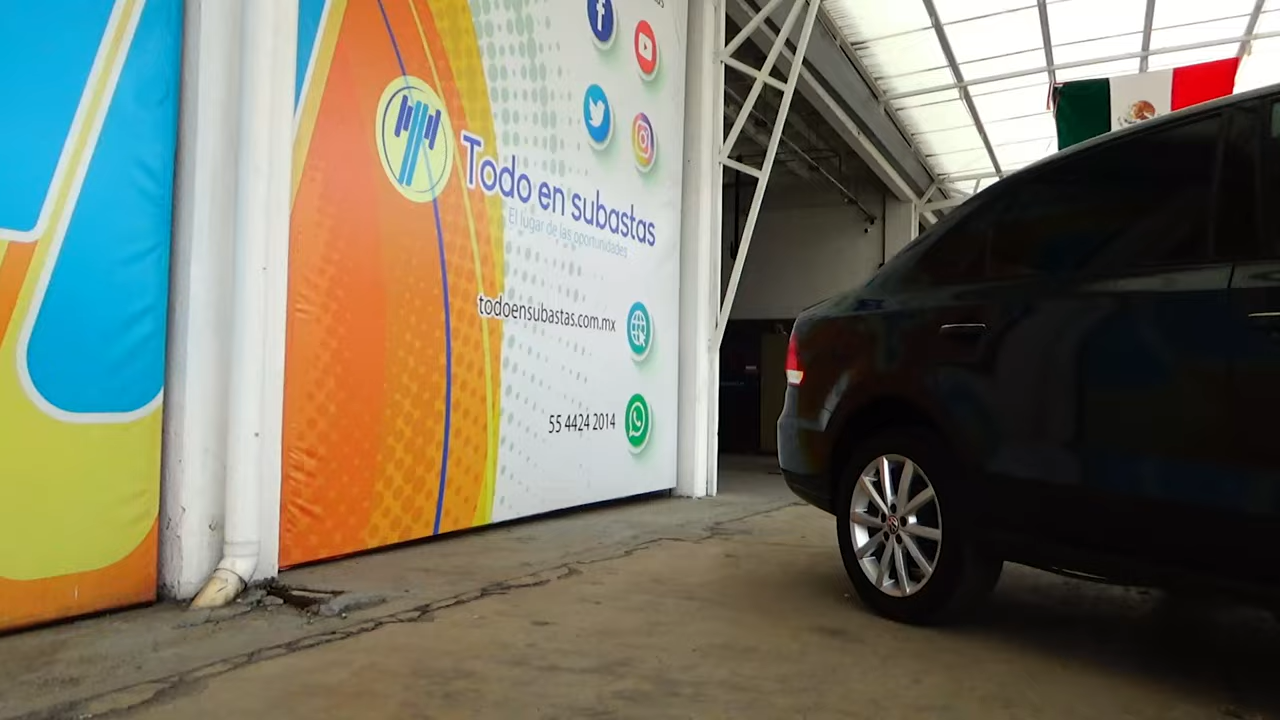 Todo en subastas
El lugar de las oportunidades
todoensubastas.com.mx
55 4424 2014